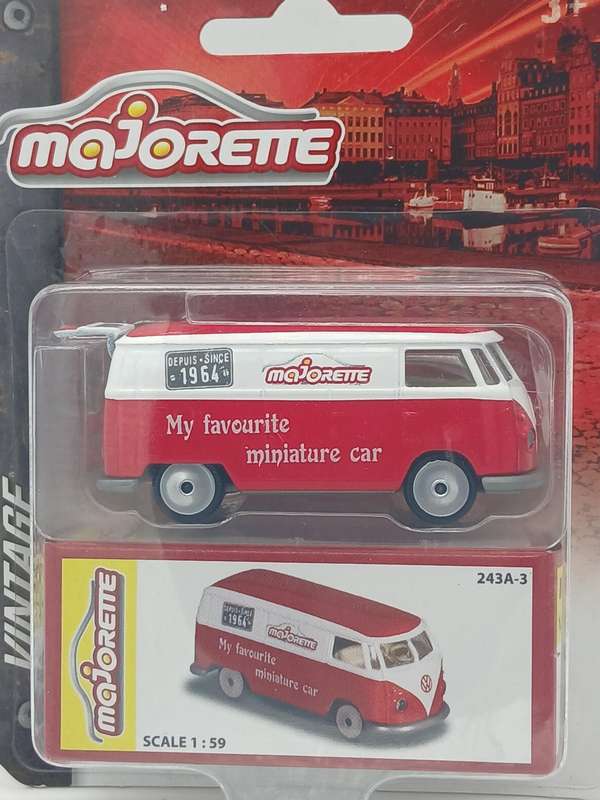 3+
MAJORETTE
DEPUIS • SINCE
1964
MAJORETTE
My favourite
miniature car
VINTAGE
243A-3
MAJORETTE
DEPUIS • SINCE
1964
MAJORETTE
My favourite
miniature car
SCALE 1 : 59